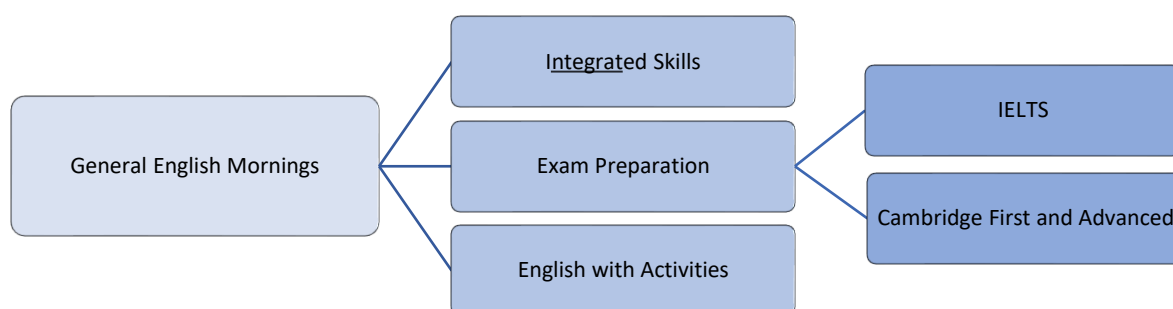 General English Mornings
Integrated Skills
Exam Preparation
English with Activities
IELTS
Cambridge First and Advanced